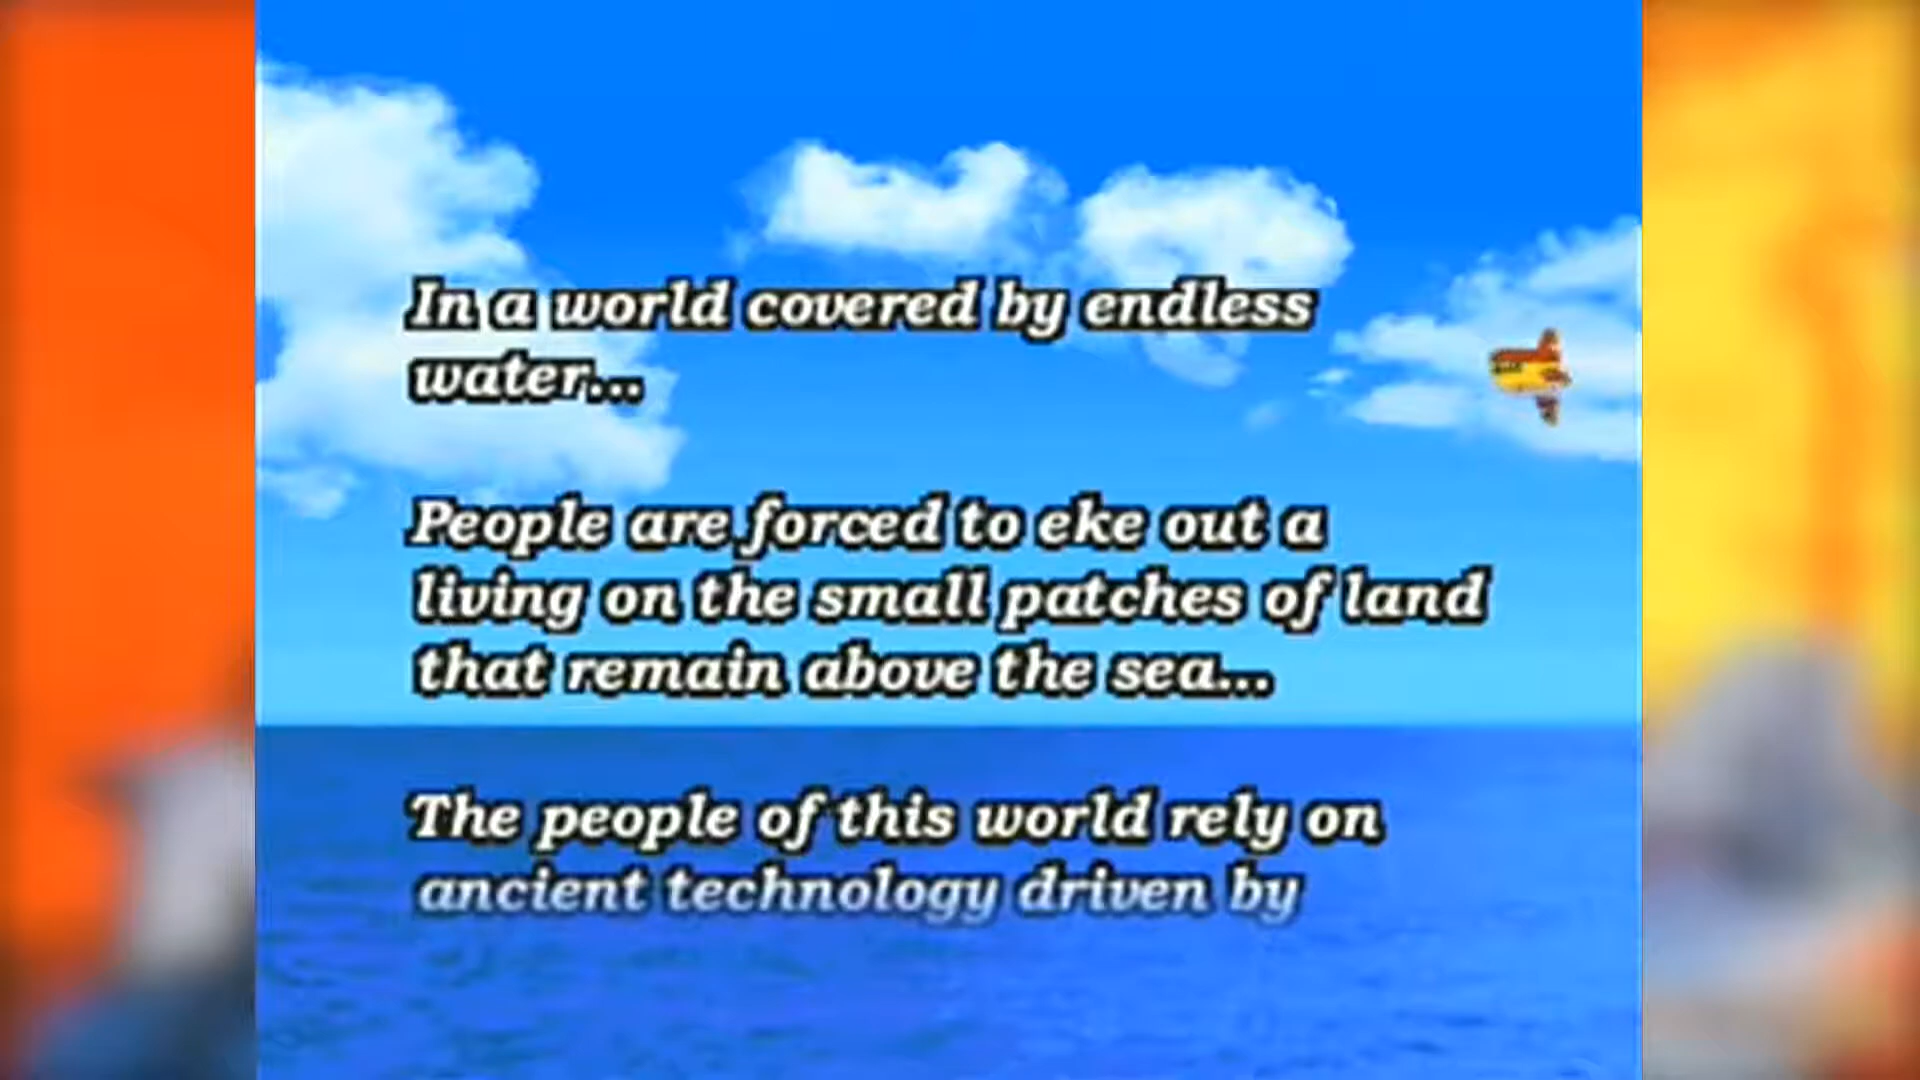 In a world covered by endless
water...
People are forced to eke out a
living on the small patches of land
that remain above the sea...
The people of this world rely on
ancient technology driven by